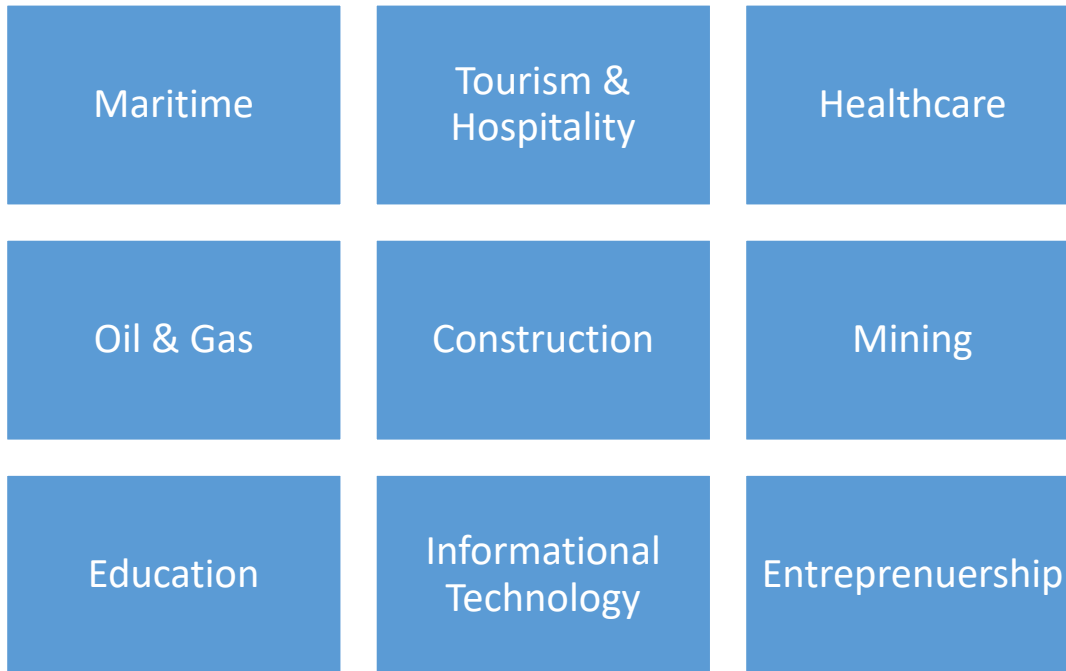 Maritime
Tourism &
Hospitality
Healthcare
Oil & Gas
Construction
Mining
Education
Informational
Technology
Entreprenuership